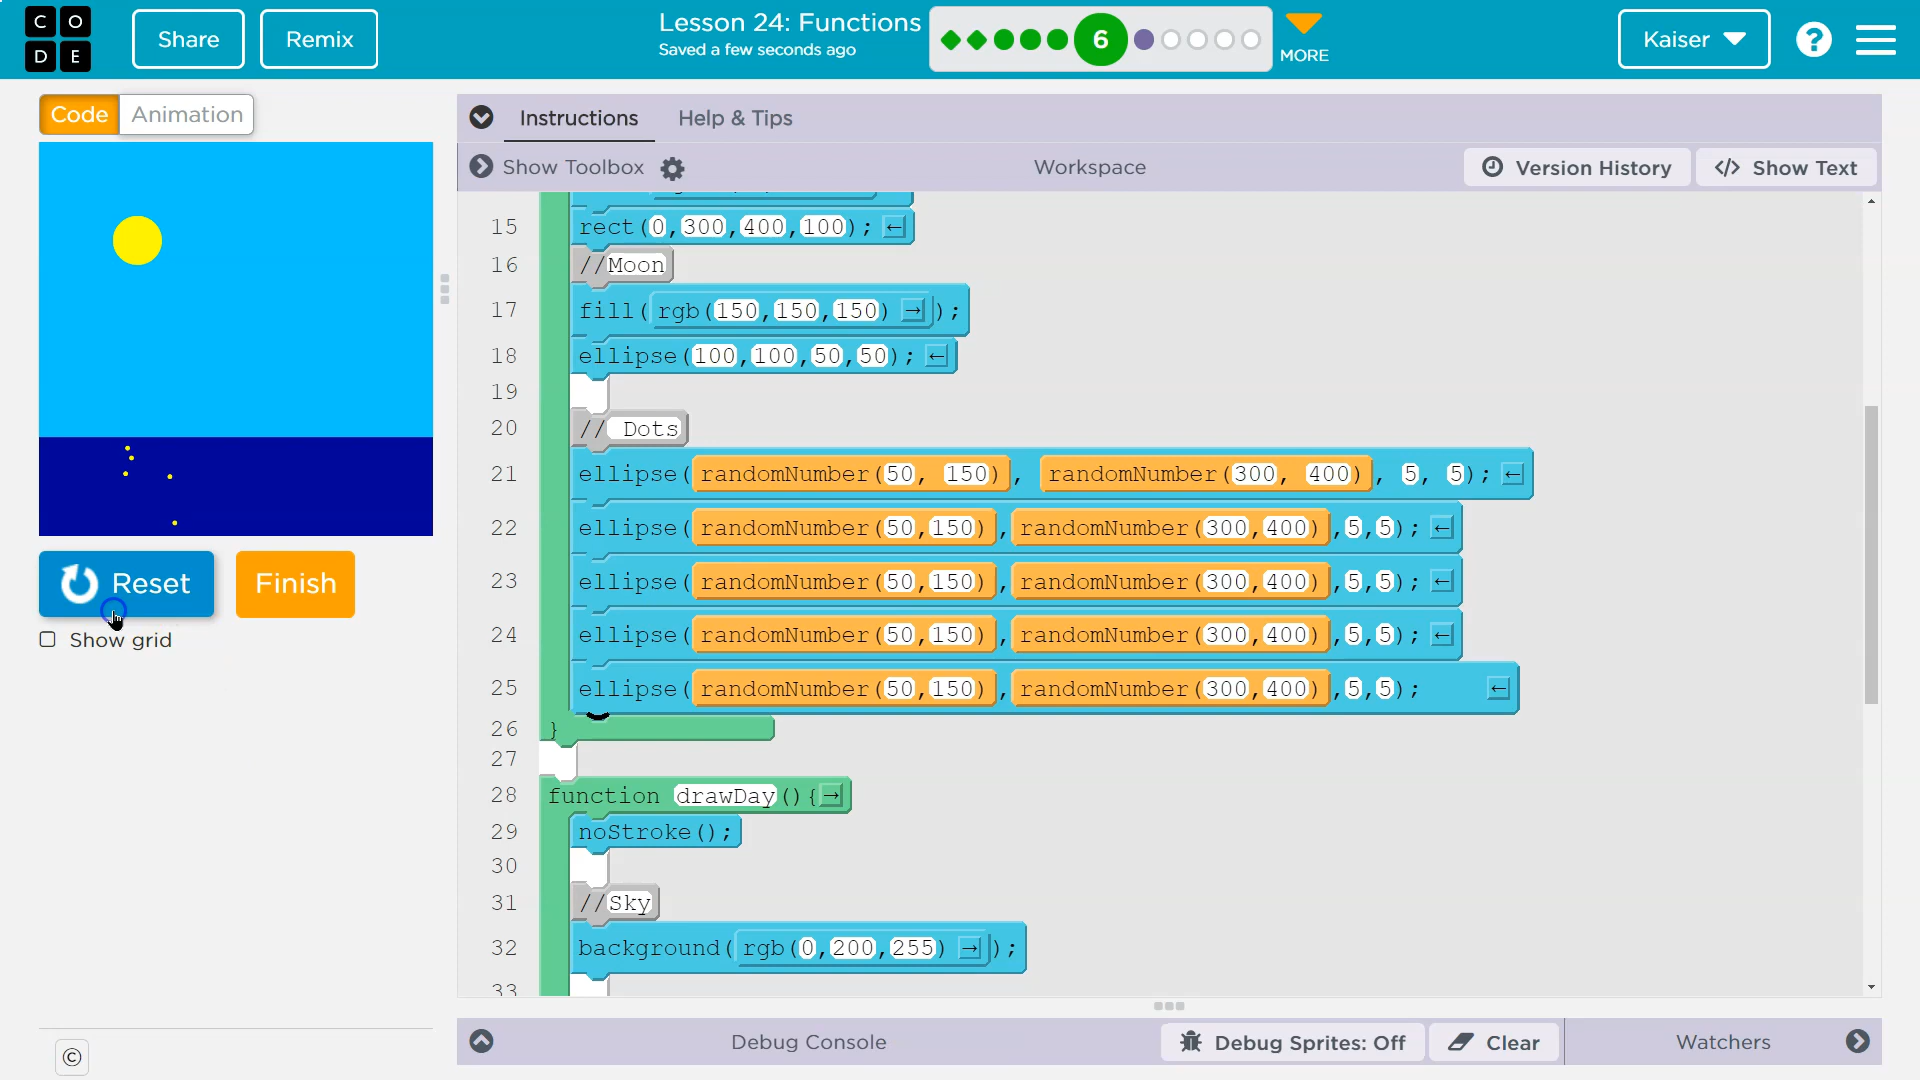 CODE
Share
Remix
Lesson 24: Functions
Saved a few seconds ago
6
MORE
Kaiser
?
Code
Animation
Instructions
Help & Tips
Show Toolbox
Workspace
Version History
</> Show Text
15 rect(0,300,400,100); ←
16 //Moon
17 fill(rgb(150,150,150) →);
18 ellipse(100,100,50,50); ←
19
20 // Dots
21 ellipse(randomNumber(50, 150), randomNumber(300, 400), 5, 5); ←
22 ellipse(randomNumber(50,150),randomNumber(300,400),5,5); ←
23 ellipse(randomNumber(50,150),randomNumber(300,400),5,5); ←
24 ellipse(randomNumber(50,150),randomNumber(300,400),5,5); ←
25 ellipse(randomNumber(50,150),randomNumber(300,400),5,5); ←
26 }
27
28 function drawDay(){→
29 noStroke();
30
31 //Sky
32 background(rgb(0,200,255) →);
33
Reset
Finish
Show grid
©
Debug Console
Debug Sprites: Off
Clear
Watchers